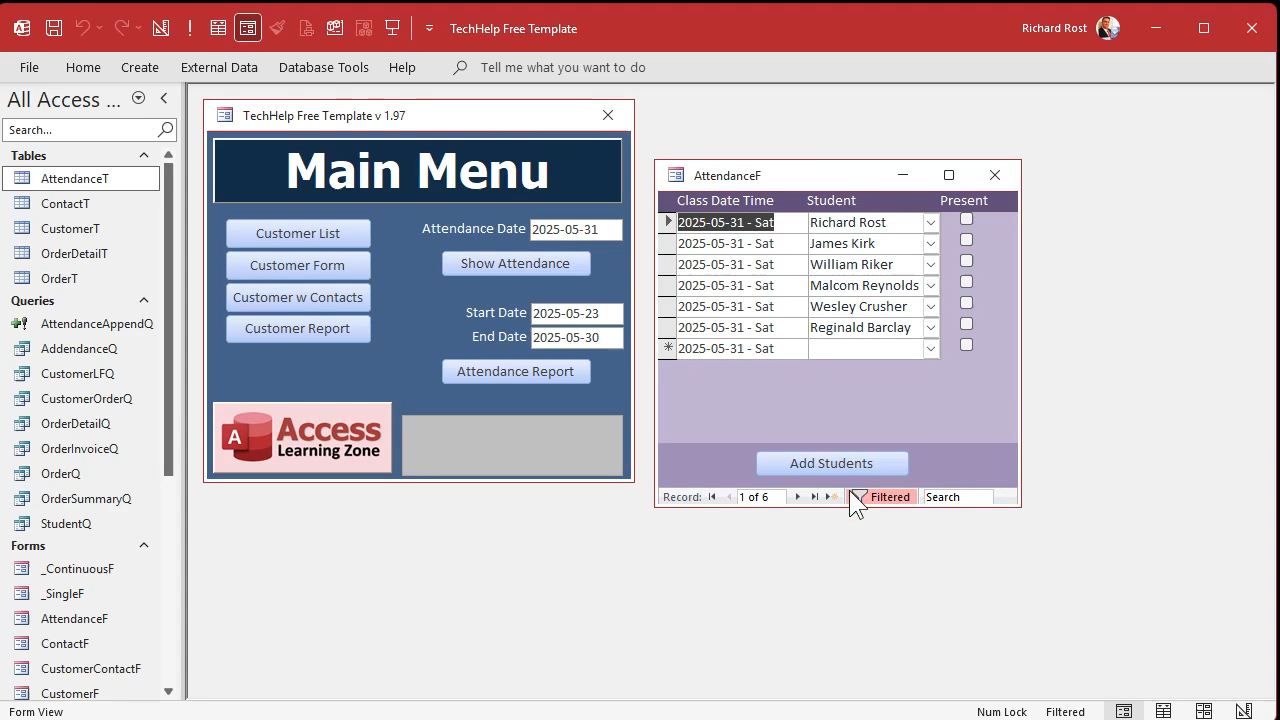 TechHelp Free Template
Richard Rost
File Home Create External Data Database Tools Help Tell me what you want to do
All Access ...
Search...
Tables
AttendanceT
ContactT
CustomerT
OrderDetailT
OrderT
Queries
AttendanceAppendQ
AddendanceQ
CustomerLFQ
CustomerOrderQ
OrderDetailQ
OrderInvoiceQ
OrderQ
OrderSummaryQ
StudentQ
Forms
_ContinuousF
_SingleF
AttendanceF
ContactF
CustomerContactF
CustomerF
TechHelp Free Template v 1.97
Main Menu
Customer List
Customer Form
Customer w Contacts
Customer Report
Attendance Date 2025-05-31
Show Attendance
Start Date 2025-05-23
End Date 2025-05-30
Attendance Report
A Access
Learning Zone
AttendanceF
Class Date Time Student Present
2025-05-31 - Sat Richard Rost
2025-05-31 - Sat James Kirk
2025-05-31 - Sat William Riker
2025-05-31 - Sat Malcom Reynolds
2025-05-31 - Sat Wesley Crusher
2025-05-31 - Sat Reginald Barclay
2025-05-31 - Sat
Add Students
Record: 1 of 6 Filtered Search
Form View
Num Lock Filtered